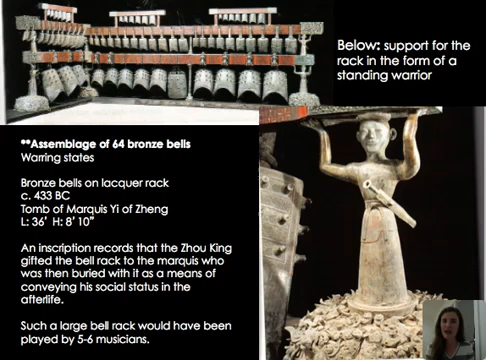 Below: support for the
rack in the form of a
standing warrior
**Assemblage of 64 bronze bells
Warring states
Bronze bells on lacquer rack
c. 433 BC
Tomb of Marquis Yi of Zheng
L: 36’ H: 8’ 10”
An inscription records that the Zhou King
gifted the bell rack to the marquis who
was then buried with it as a means of
conveying his social status in the
afterlife.
Such a large bell rack would have been
played by 5-6 musicians.